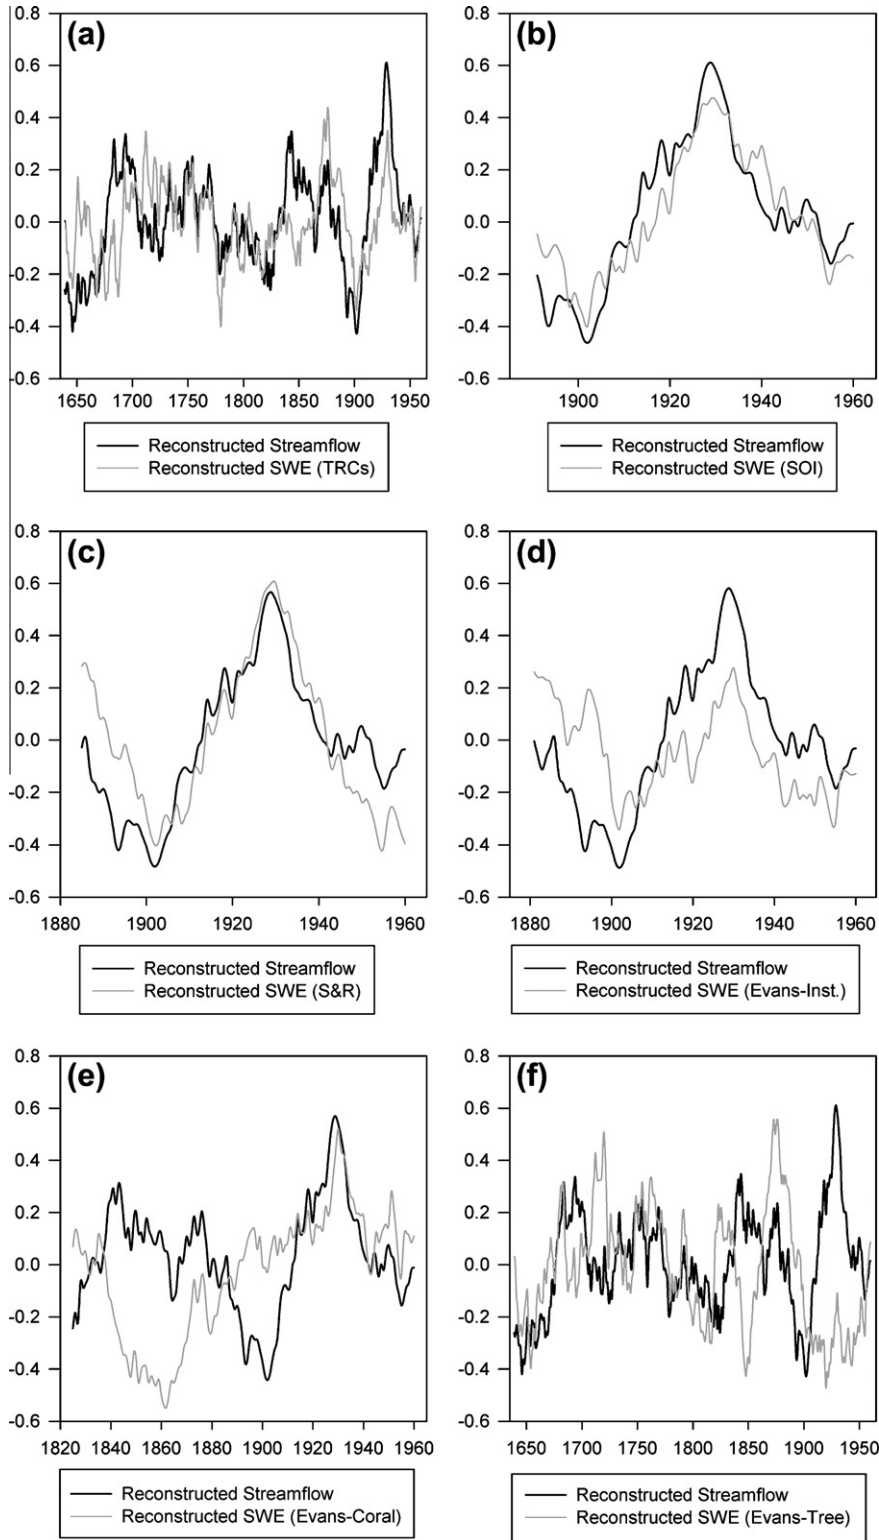 (a)
0.8
0.6
0.4
0.2
0.0
-0.2
-0.4
-0.6
1650 1700 1750 1800 1850 1900 1950
Reconstructed Streamflow
Reconstructed SWE (TRCs)
(b)
0.8
0.6
0.4
0.2
0.0
-0.2
-0.4
-0.6
1900 1920 1940 1960
Reconstructed Streamflow
Reconstructed SWE (SOI)
(c)
0.8
0.6
0.4
0.2
0.0
-0.2
-0.4
-0.6
1880 1900 1920 1940 1960
Reconstructed Streamflow
Reconstructed SWE (S&R)
(d)
0.8
0.6
0.4
0.2
0.0
-0.2
-0.4
-0.6
1880 1900 1920 1940 1960
Reconstructed Streamflow
Reconstructed SWE (Evans-Inst.)
(e)
0.8
0.6
0.4
0.2
0.0
-0.2
-0.4
-0.6
1820 1840 1860 1880 1900 1920 1940 1960
Reconstructed Streamflow
Reconstructed SWE (Evans-Coral)
(f)
0.8
0.6
0.4
0.2
0.0
-0.2
-0.4
-0.6
1650 1700 1750 1800 1850 1900 1950
Reconstructed Streamflow
Reconstructed SWE (Evans-Tree)